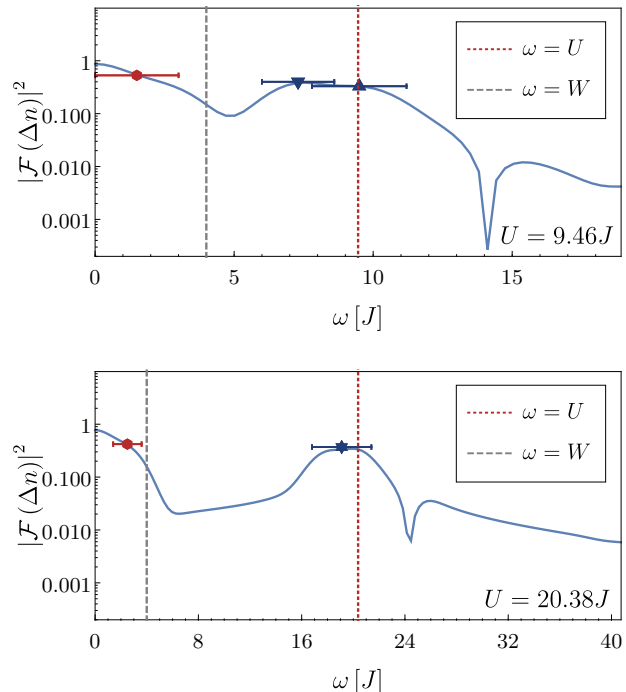 |ℱ(Δn)|²
1
0.100
0.010
0.001
ω = U
ω = W
U = 9.46J
0 5 10 15
ω [J]
|ℱ(Δn)|²
1
0.100
0.010
0.001
ω = U
ω = W
U = 20.38J
0 8 16 24 32 40
ω [J]